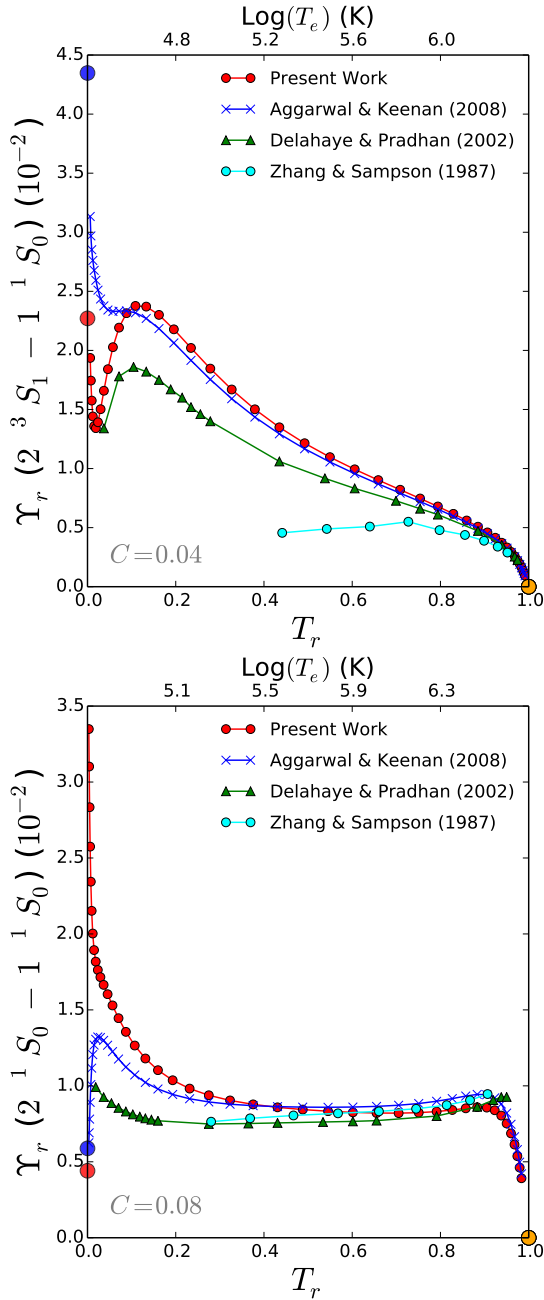 Log(T_e) (K)
4.8 5.2 5.6 6.0
4.5
4.0
3.5
3.0
2.5
2.0
1.5
1.0
0.5
0.0
Υ_r (2 ³S₁ − 1 ¹S₀) (10⁻²)
Present Work
Aggarwal & Keenan (2008)
Delahaye & Pradhan (2002)
Zhang & Sampson (1987)
C=0.04
0.0 0.2 0.4 0.6 0.8 1.0
T_r
Log(T_e) (K)
5.1 5.5 5.9 6.3
3.5
3.0
2.5
2.0
1.5
1.0
0.5
0.0
Υ_r (2 ¹S₀ − 1 ¹S₀) (10⁻²)
Present Work
Aggarwal & Keenan (2008)
Delahaye & Pradhan (2002)
Zhang & Sampson (1987)
C=0.08
0.0 0.2 0.4 0.6 0.8 1.0
T_r